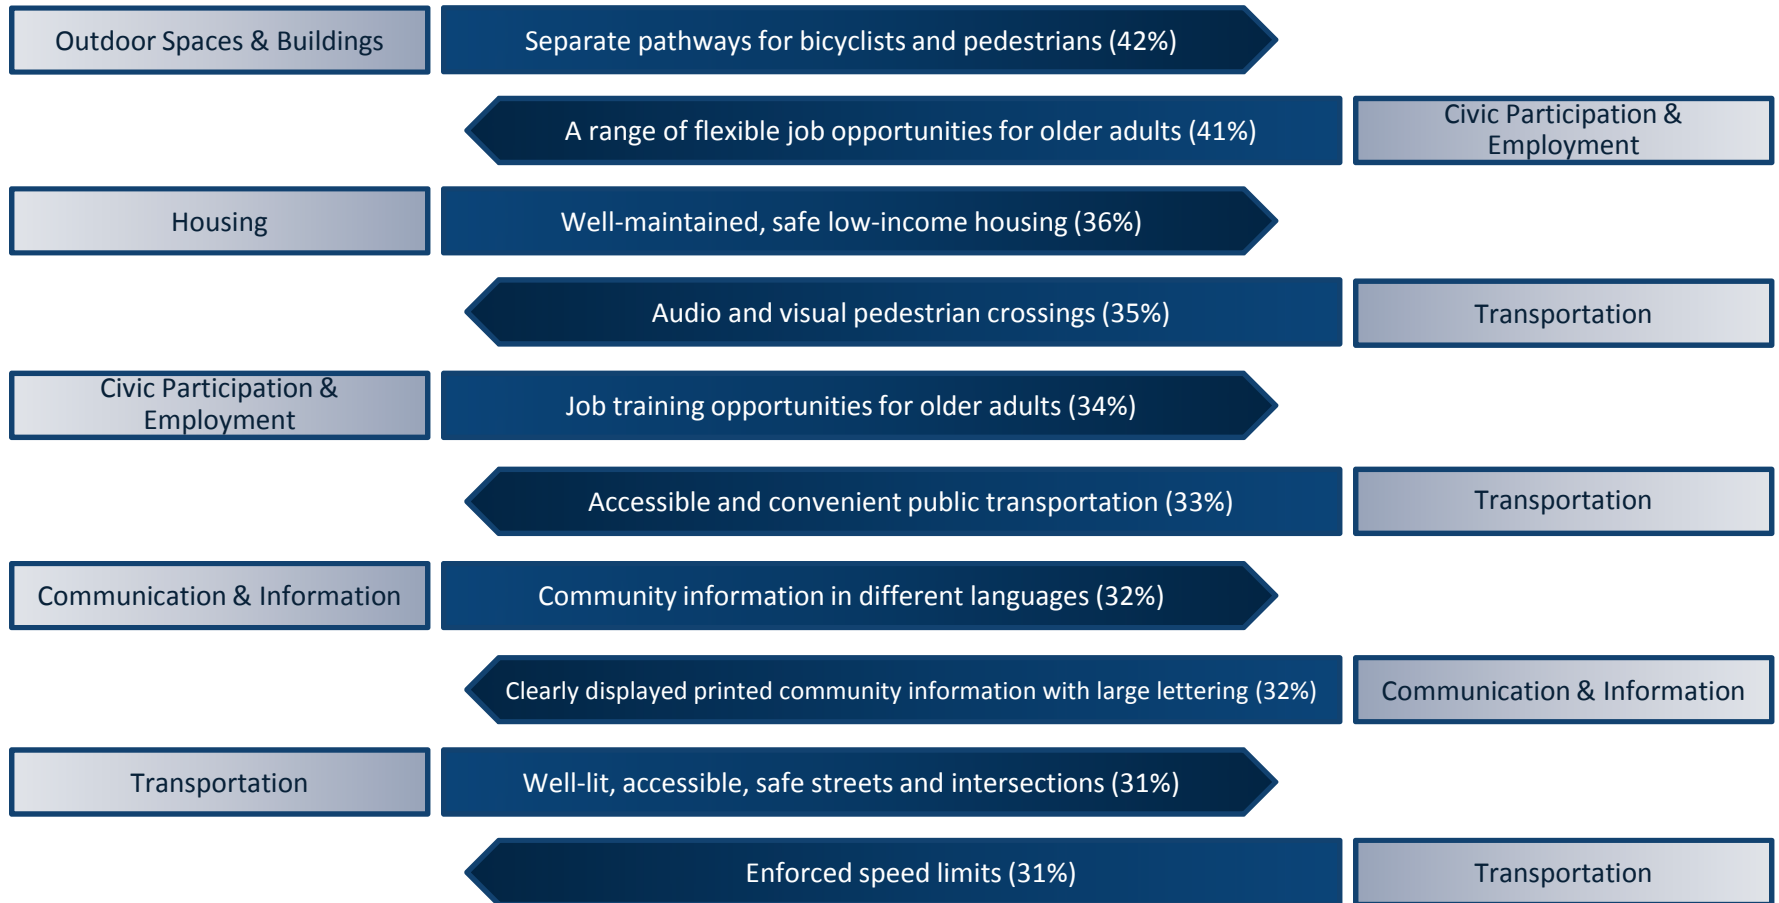 Outdoor Spaces & Buildings
Separate pathways for bicyclists and pedestrians (42%)
A range of flexible job opportunities for older adults (41%)
Civic Participation &
Employment
Housing
Well-maintained, safe low-income housing (36%)
Audio and visual pedestrian crossings (35%)
Transportation
Civic Participation &
Employment
Job training opportunities for older adults (34%)
Accessible and convenient public transportation (33%)
Transportation
Communication & Information
Community information in different languages (32%)
Clearly displayed printed community information with large lettering (32%)
Communication & Information
Transportation
Well-lit, accessible, safe streets and intersections (31%)
Enforced speed limits (31%)
Transportation